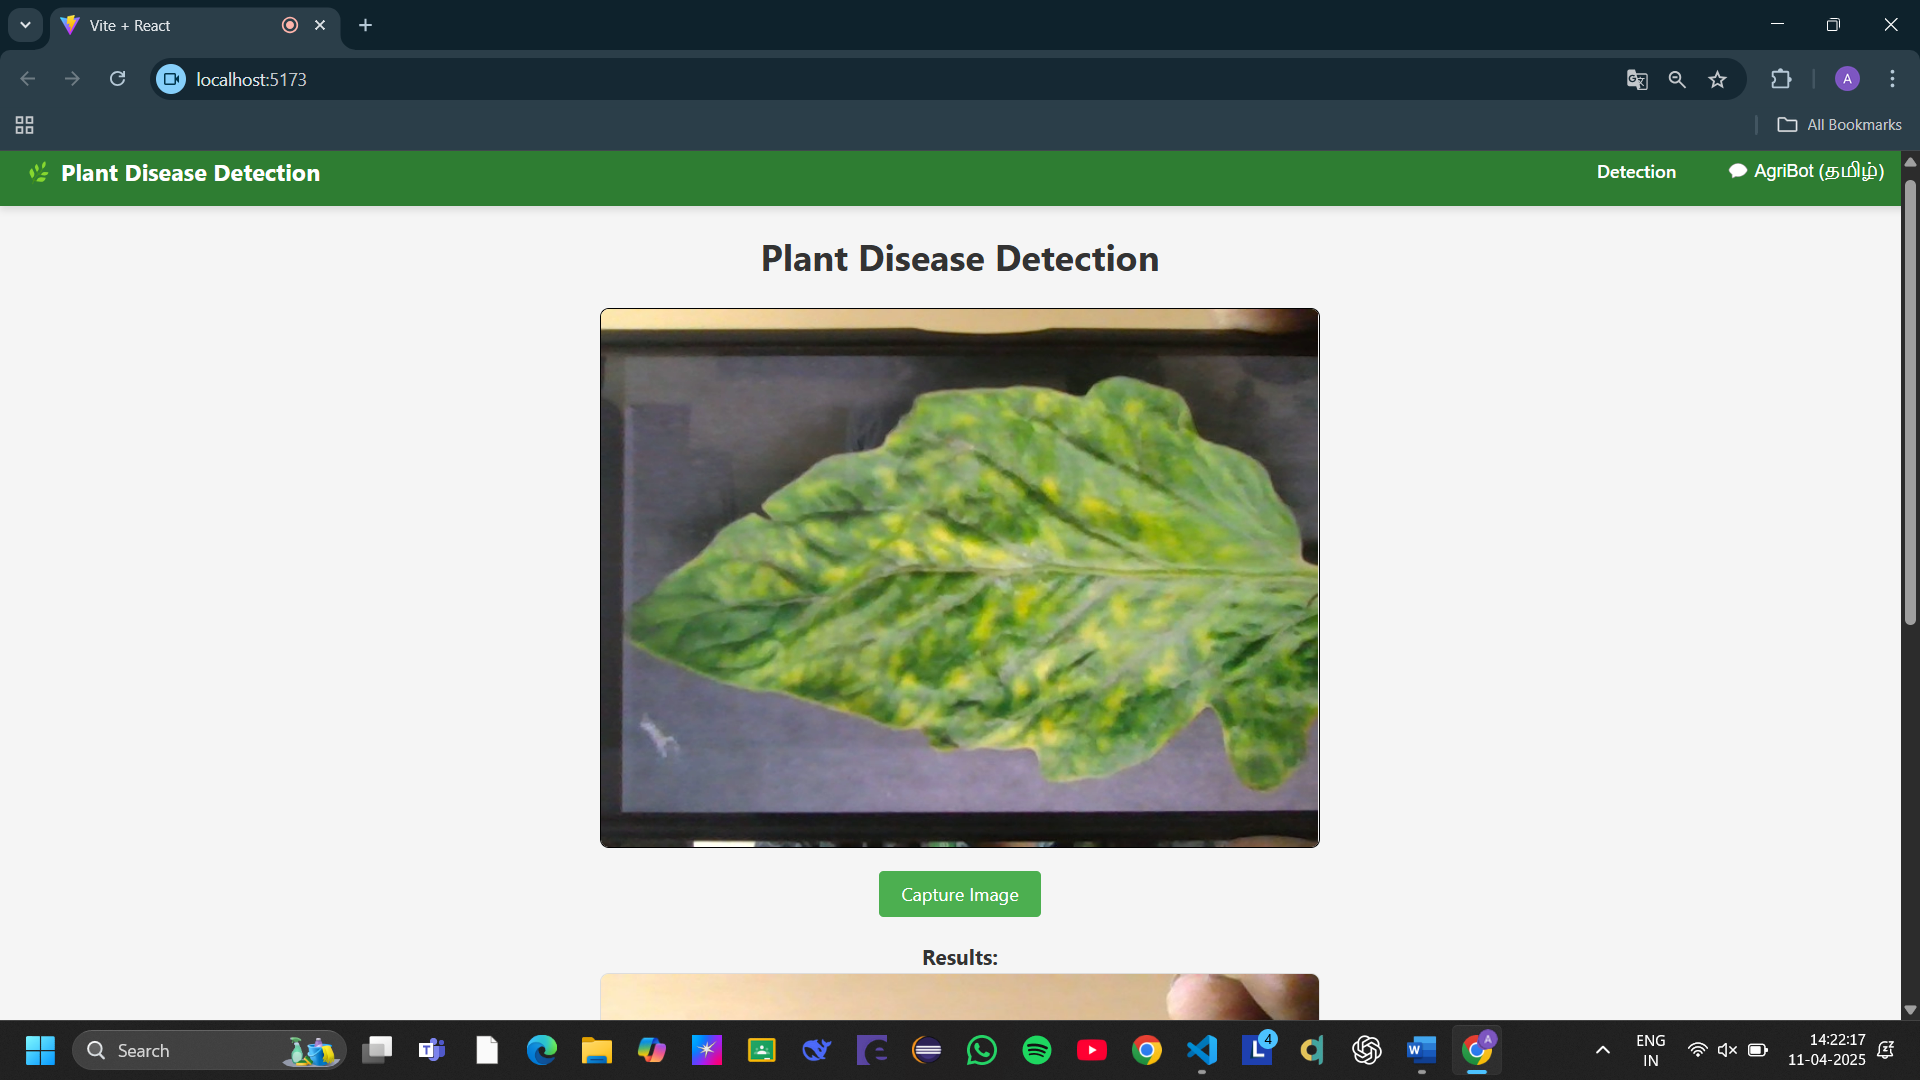 Vite + React
localhost:5173
All Bookmarks
Plant Disease Detection
Detection
AgriBot (தமிழ்)
Plant Disease Detection
Capture Image
Results:
Search
4
ENG
IN
14:22:17
11-04-2025